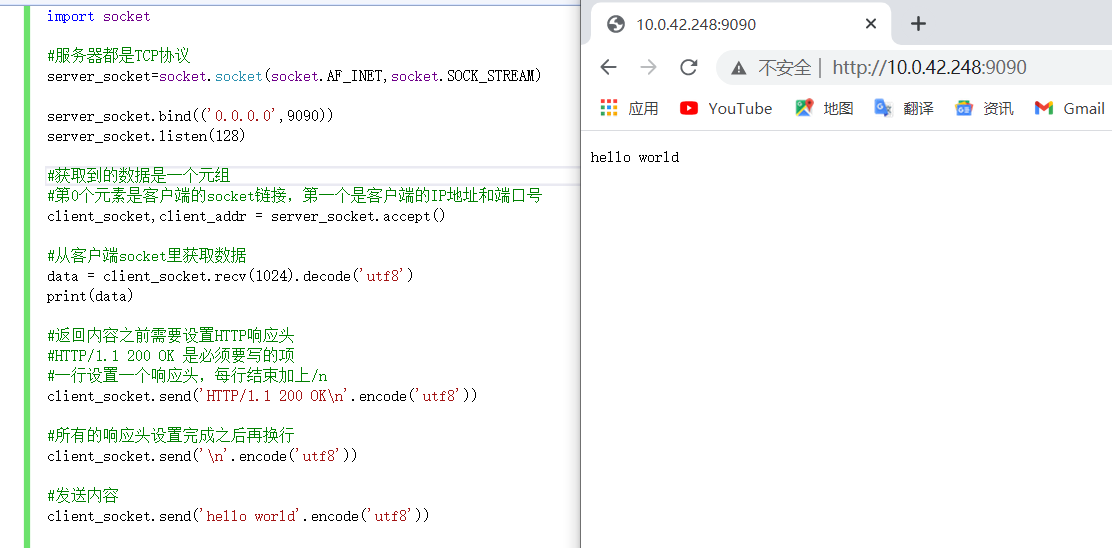 import socket
#服务器都是TCP协议
server_socket=socket.socket(socket.AF_INET,socket.SOCK_STREAM)
server_socket.bind(('0.0.0.0',9090))
server_socket.listen(128)
#获取到的数据是一个元组
#第0个元素是客户端的socket链接，第一个是客户端的IP地址和端口号
client_socket,client_addr = server_socket.accept()
#从客户端socket里获取数据
data = client_socket.recv(1024).decode('utf8')
print(data)
#返回内容之前需要设置HTTP响应头
#HTTP/1.1 200 OK 是必须要写的项
#一行设置一个响应头，每行结束加上/n
client_socket.send('HTTP/1.1 200 OK\n'.encode('utf8'))
#所有的响应头设置完成之后再换行
client_socket.send('\n'.encode('utf8'))
#发送内容
client_socket.send('hello world'.encode('utf8'))
10.0.42.248:9090
不安全 | http://10.0.42.248:9090
应用 YouTube 地图 翻译 资讯 Gmail
hello world